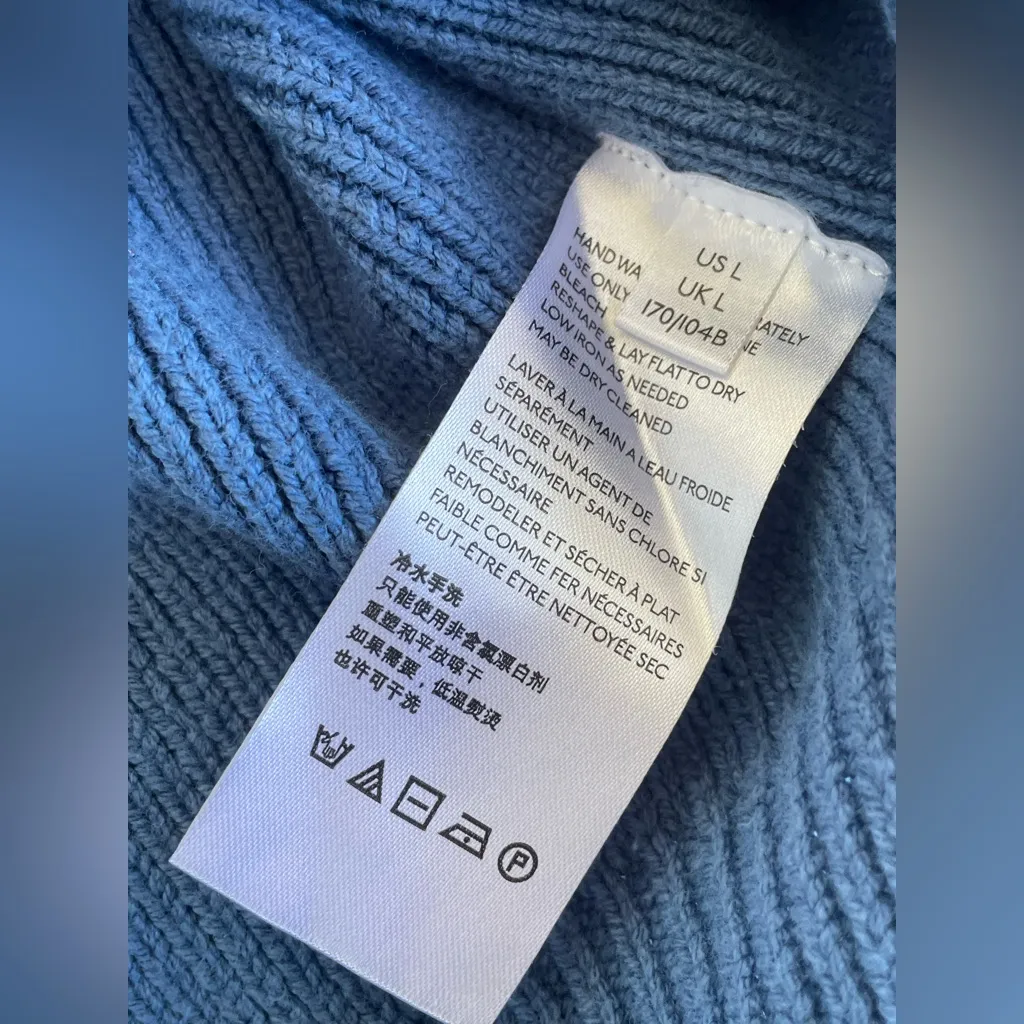 US L
UK L
170/104B
HAND WA
RATELY
USE ONLY
NE
BLEACH
RESHAPE & LAY FLAT TO DRY
LOW IRON AS NEEDED
MAY BE DRY CLEANED
LAVER À LA MAIN A LEAU FROIDE
SÉPARÉMENT
UTILISER UN AGENT DE
BLANCHIMENT SANS CHLORE SI
NÉCESSAIRE
REMODELER ET SÉCHER À PLAT
FAIBLE COMME FER NÉCESSAIRES
PEUT-ÊTRE ÊTRE NETTOYÉE SEC
冷水手洗
只能使用非含氯漂白剂
重塑和平放晾干
如果需要，低温熨烫
也许可干洗
P